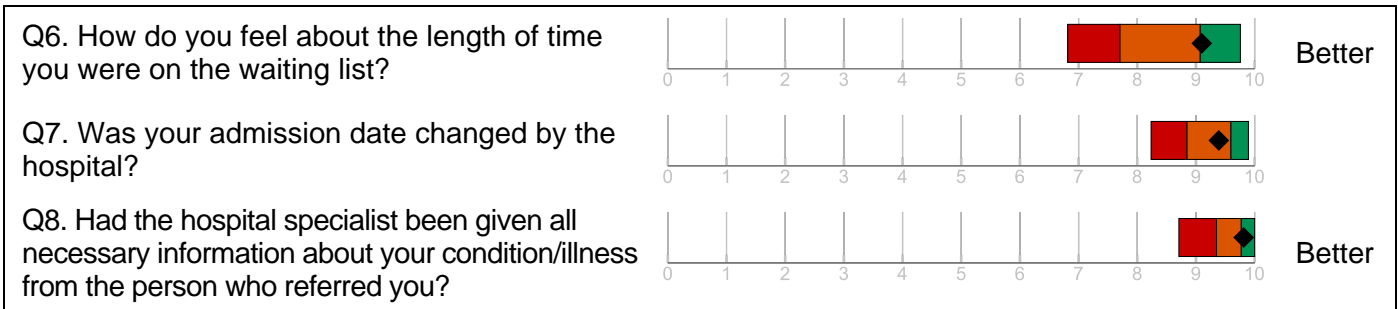 Q6. How do you feel about the length of time
you were on the waiting list?
Better
0 1 2 3 4 5 6 7 8 9 10
Q7. Was your admission date changed by the
hospital?
0 1 2 3 4 5 6 7 8 9 10
Q8. Had the hospital specialist been given all
necessary information about your condition/illness
from the person who referred you?
Better
0 1 2 3 4 5 6 7 8 9 10